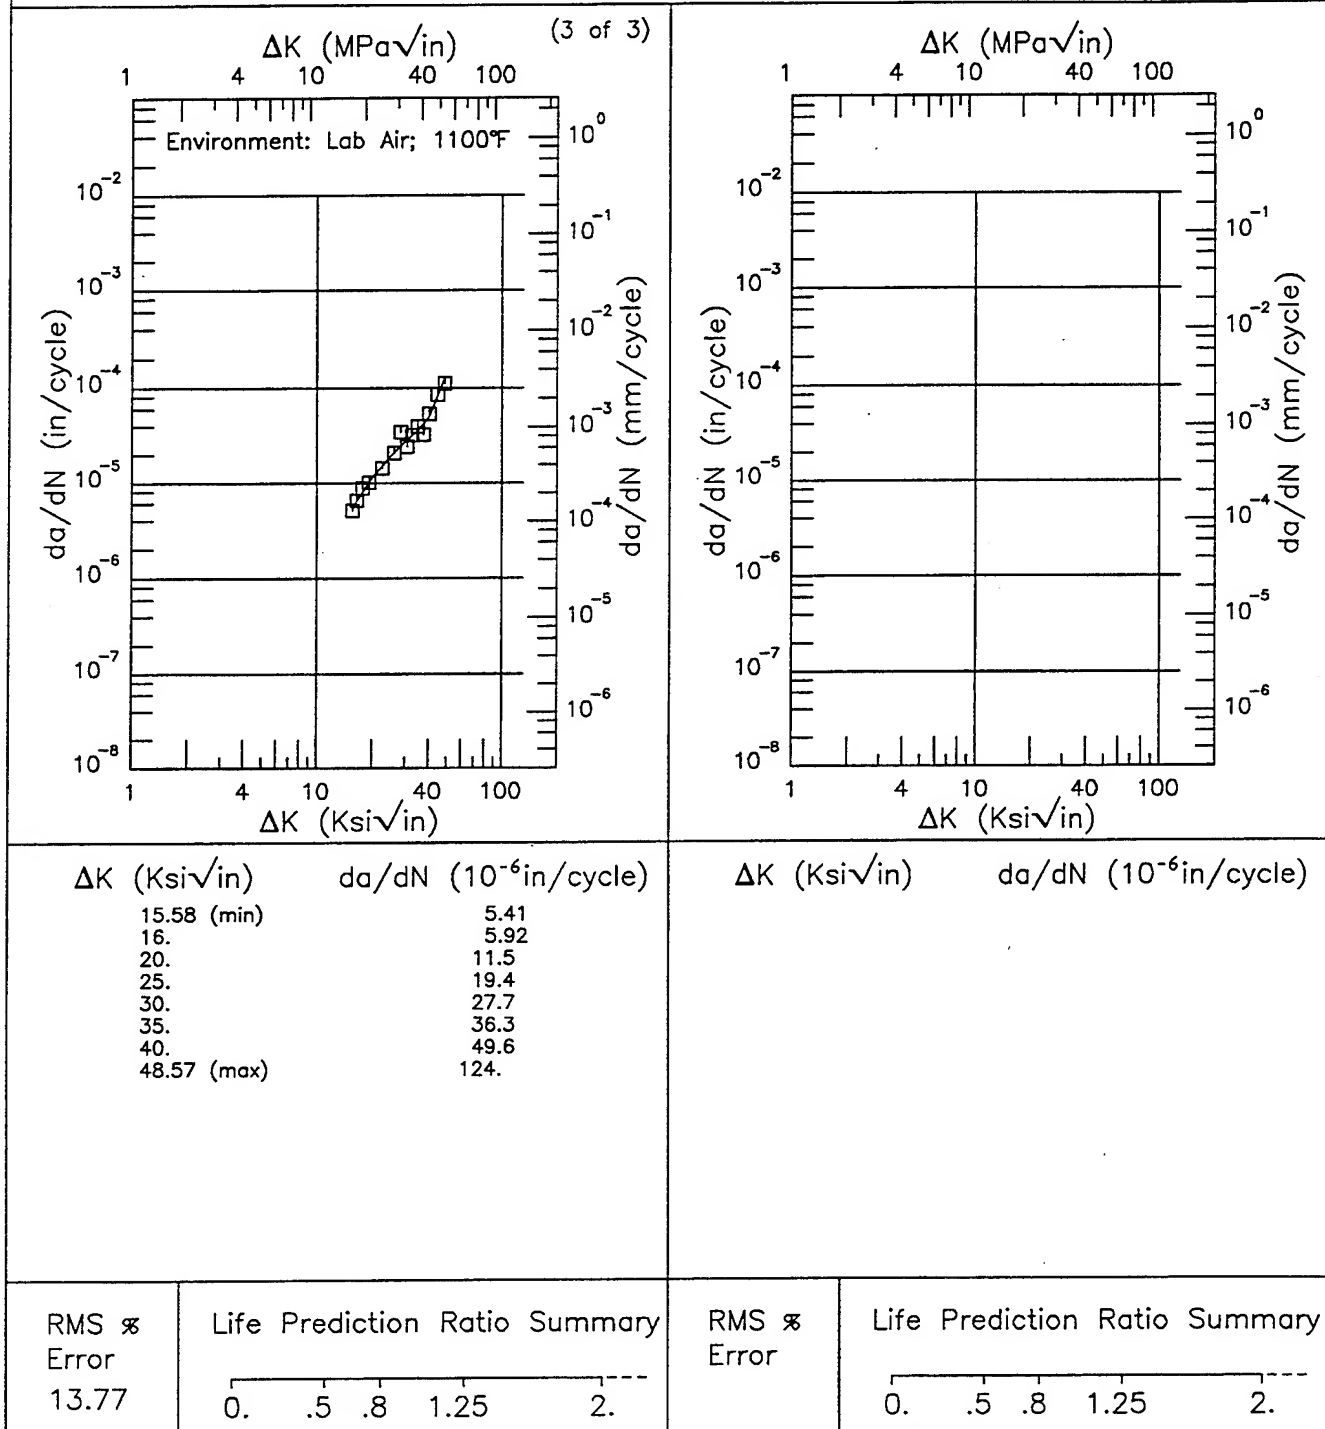 (3 of 3)
ΔK (MPa√in)
1 4 10 40 100
Environment: Lab Air; 1100°F
da/dN (in/cycle)
10⁻²
10⁻³
10⁻⁴
10⁻⁵
10⁻⁶
10⁻⁷
10⁻⁸
10⁰
10⁻¹
10⁻²
10⁻³
10⁻⁴
10⁻⁵
10⁻⁶
da/dN (mm/cycle)
1 4 10 40 100
ΔK (Ksi√in)
ΔK (MPa√in)
1 4 10 40 100
da/dN (in/cycle)
10⁻²
10⁻³
10⁻⁴
10⁻⁵
10⁻⁶
10⁻⁷
10⁻⁸
10⁰
10⁻¹
10⁻²
10⁻³
10⁻⁴
10⁻⁵
10⁻⁶
da/dN (mm/cycle)
1 4 10 40 100
ΔK (Ksi√in)
ΔK (Ksi√in) da/dN (10⁻⁶in/cycle)
15.58 (min) 5.41
16. 5.92
20. 11.5
25. 19.4
30. 27.7
35. 36.3
40. 49.6
48.57 (max) 124.
ΔK (Ksi√in) da/dN (10⁻⁶in/cycle)
RMS %
Error
13.77
Life Prediction Ratio Summary
0. .5 .8 1.25 2.
RMS %
Error
Life Prediction Ratio Summary
0. .5 .8 1.25 2.